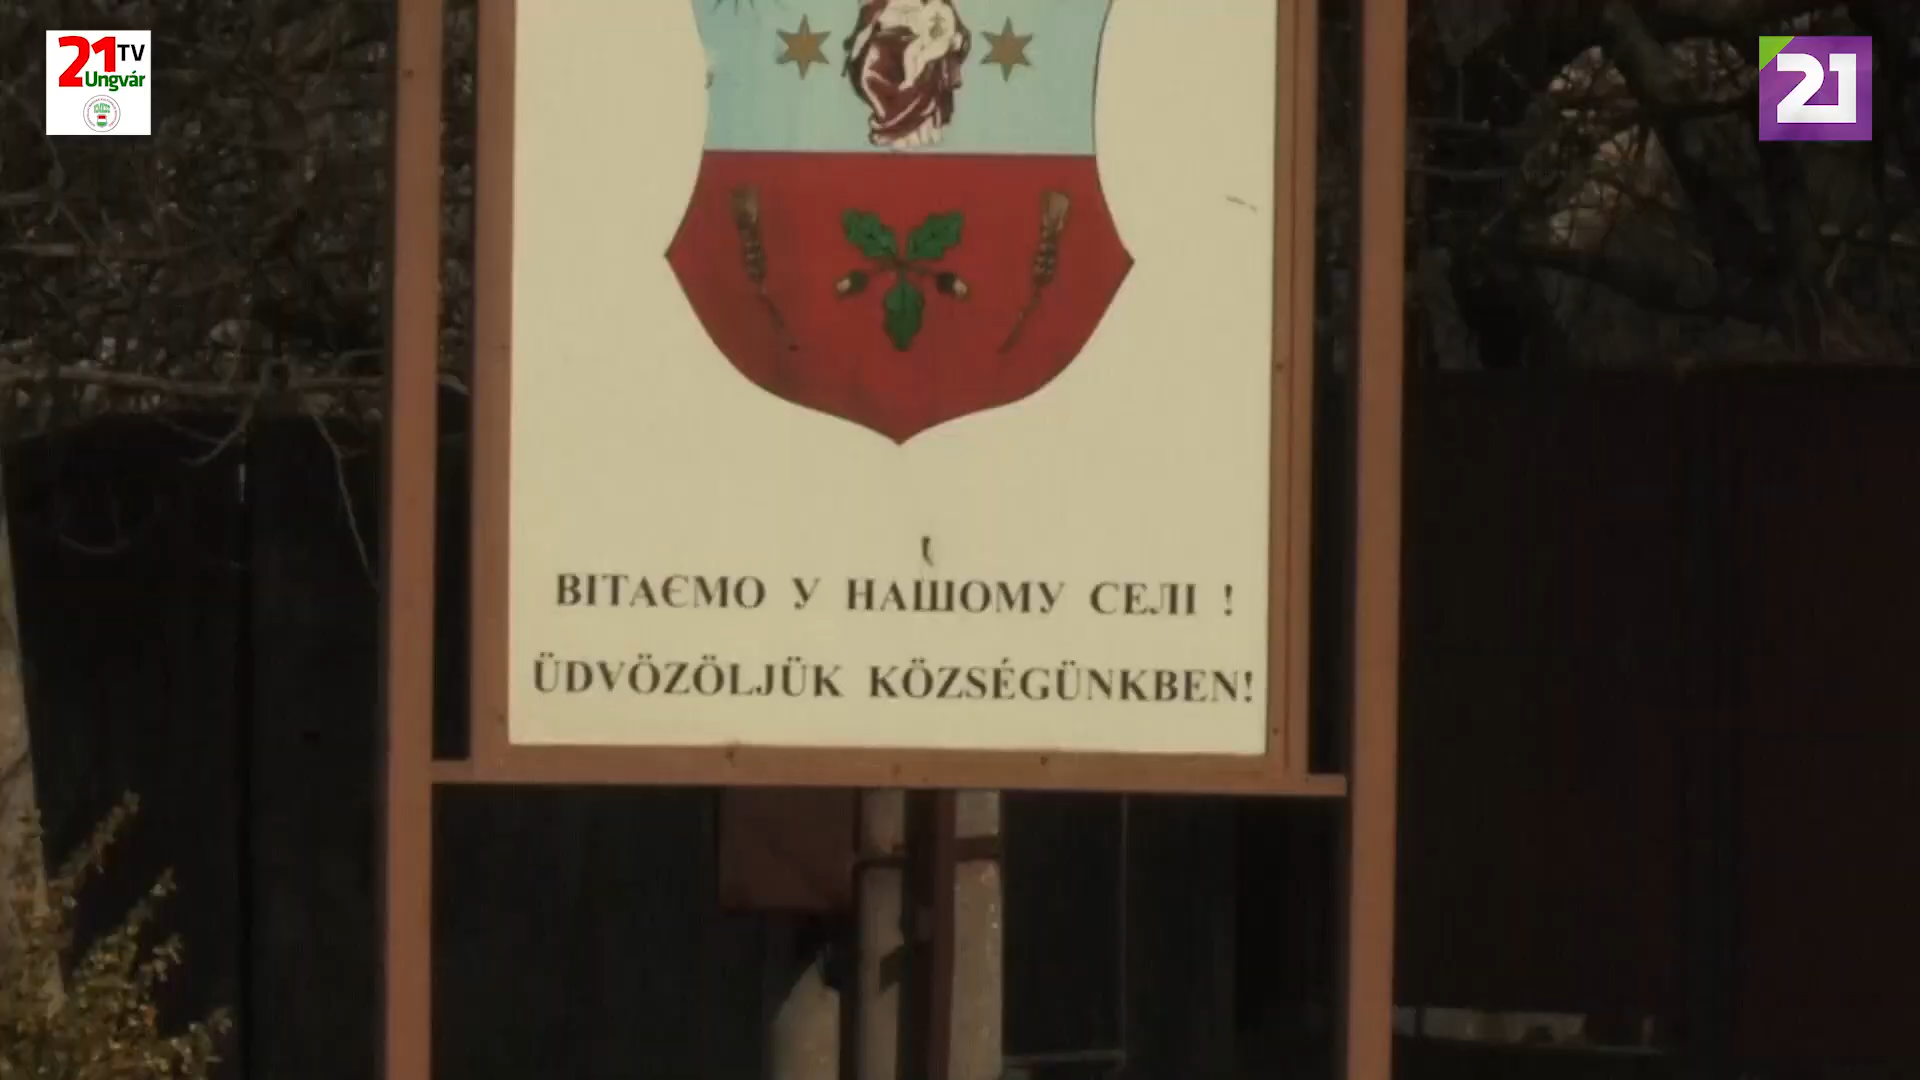 21 TV
Ungvár
21
ВІТАЄМО У НАШОМУ СЕЛІ !
ÜDVÖZÖLJÜK KÖZSÉGÜNKBEN!